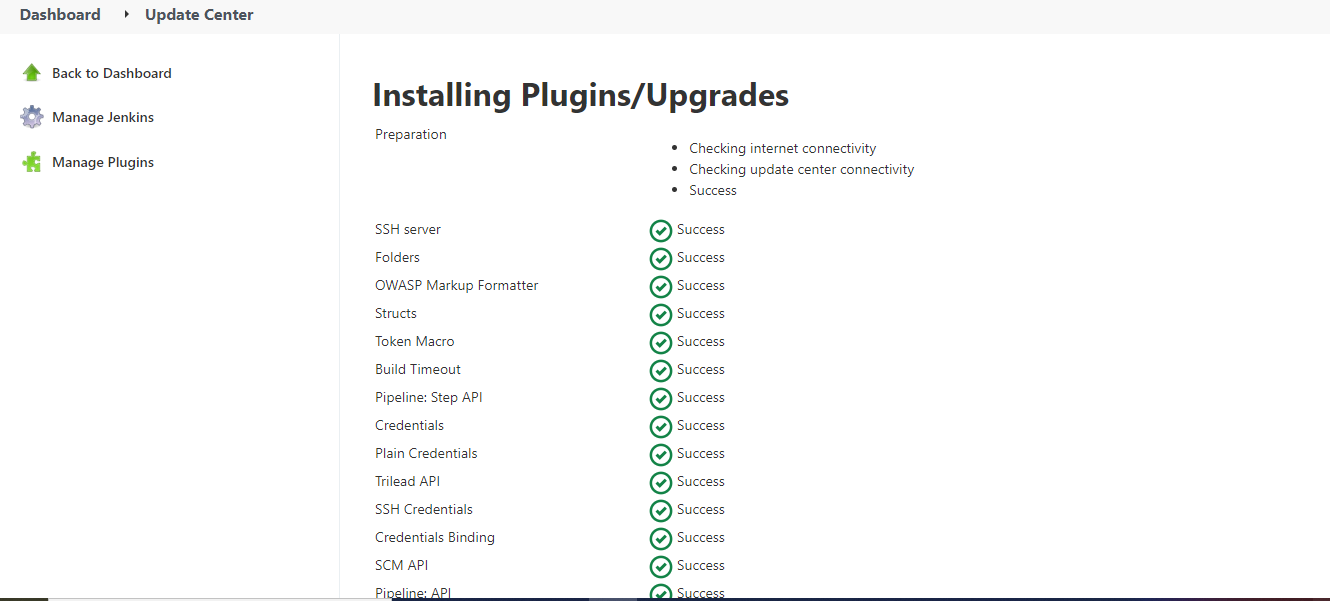 Dashboard Update Center
Back to Dashboard
Manage Jenkins
Manage Plugins
Installing Plugins/Upgrades
Preparation
Checking internet connectivity
Checking update center connectivity
Success
SSH server Success
Folders Success
OWASP Markup Formatter Success
Structs Success
Token Macro Success
Build Timeout Success
Pipeline: Step API Success
Credentials Success
Plain Credentials Success
Trilead API Success
SSH Credentials Success
Credentials Binding Success
SCM API Success
Pipeline: API Success